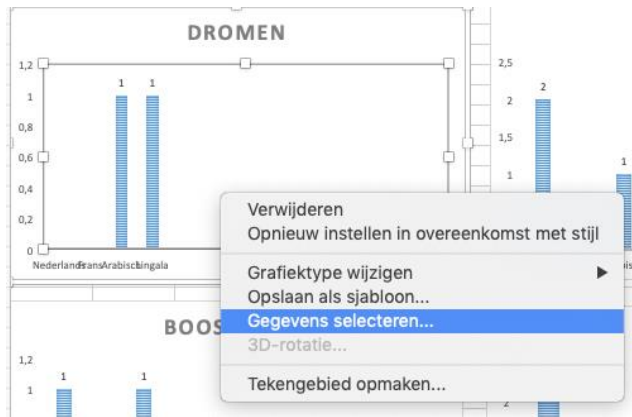 DROMEN
1,2
1
0,8
0,6
0,4
0,2
0
1 1
Nederlands Frans Arabisch Lingala
2,5
2
1,5
1
2
1
Verwijderen
Opnieuw instellen in overeenkomst met stijl
Grafiektype wijzigen
Opslaan als sjabloon...
Gegevens selecteren...
3D-rotatie...
Tekengebied opmaken...
BOOS
1,2
1
1 1
2